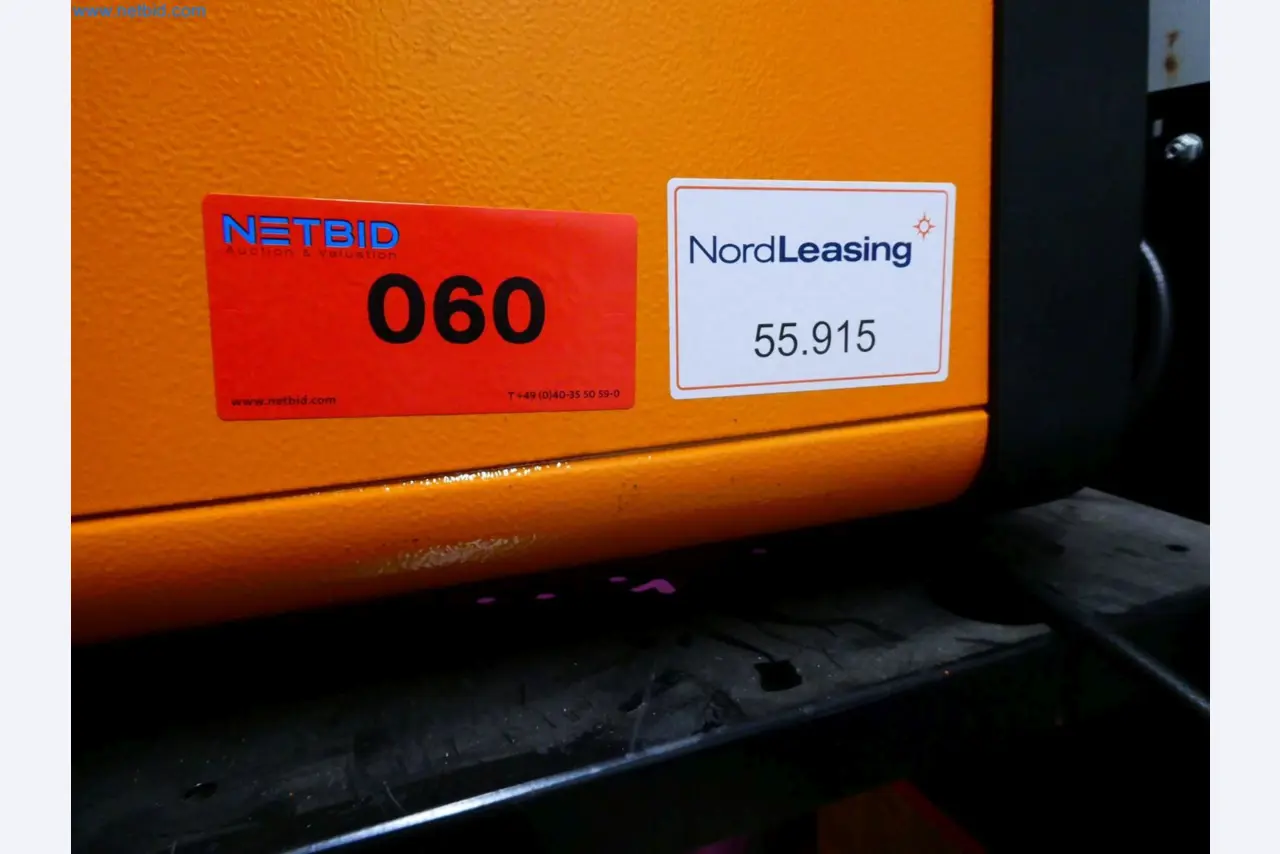 www.netbid.com
NETBID
Auction & Valuation
060
www.netbid.com
T +49 (0)40-35 50 59-0
NordLeasing
55.915